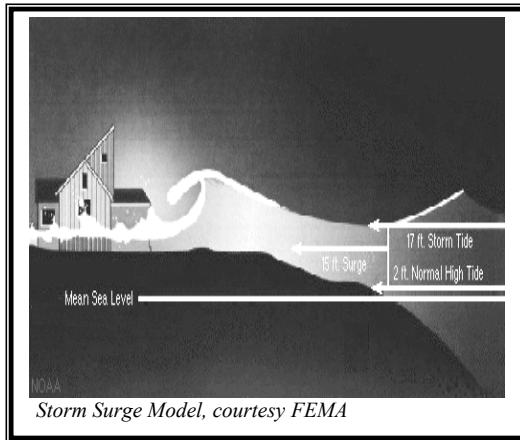 17 ft. Storm Tide
15 ft. Surge
2 ft. Normal High Tide
Mean Sea Level
NOAA
Storm Surge Model, courtesy FEMA